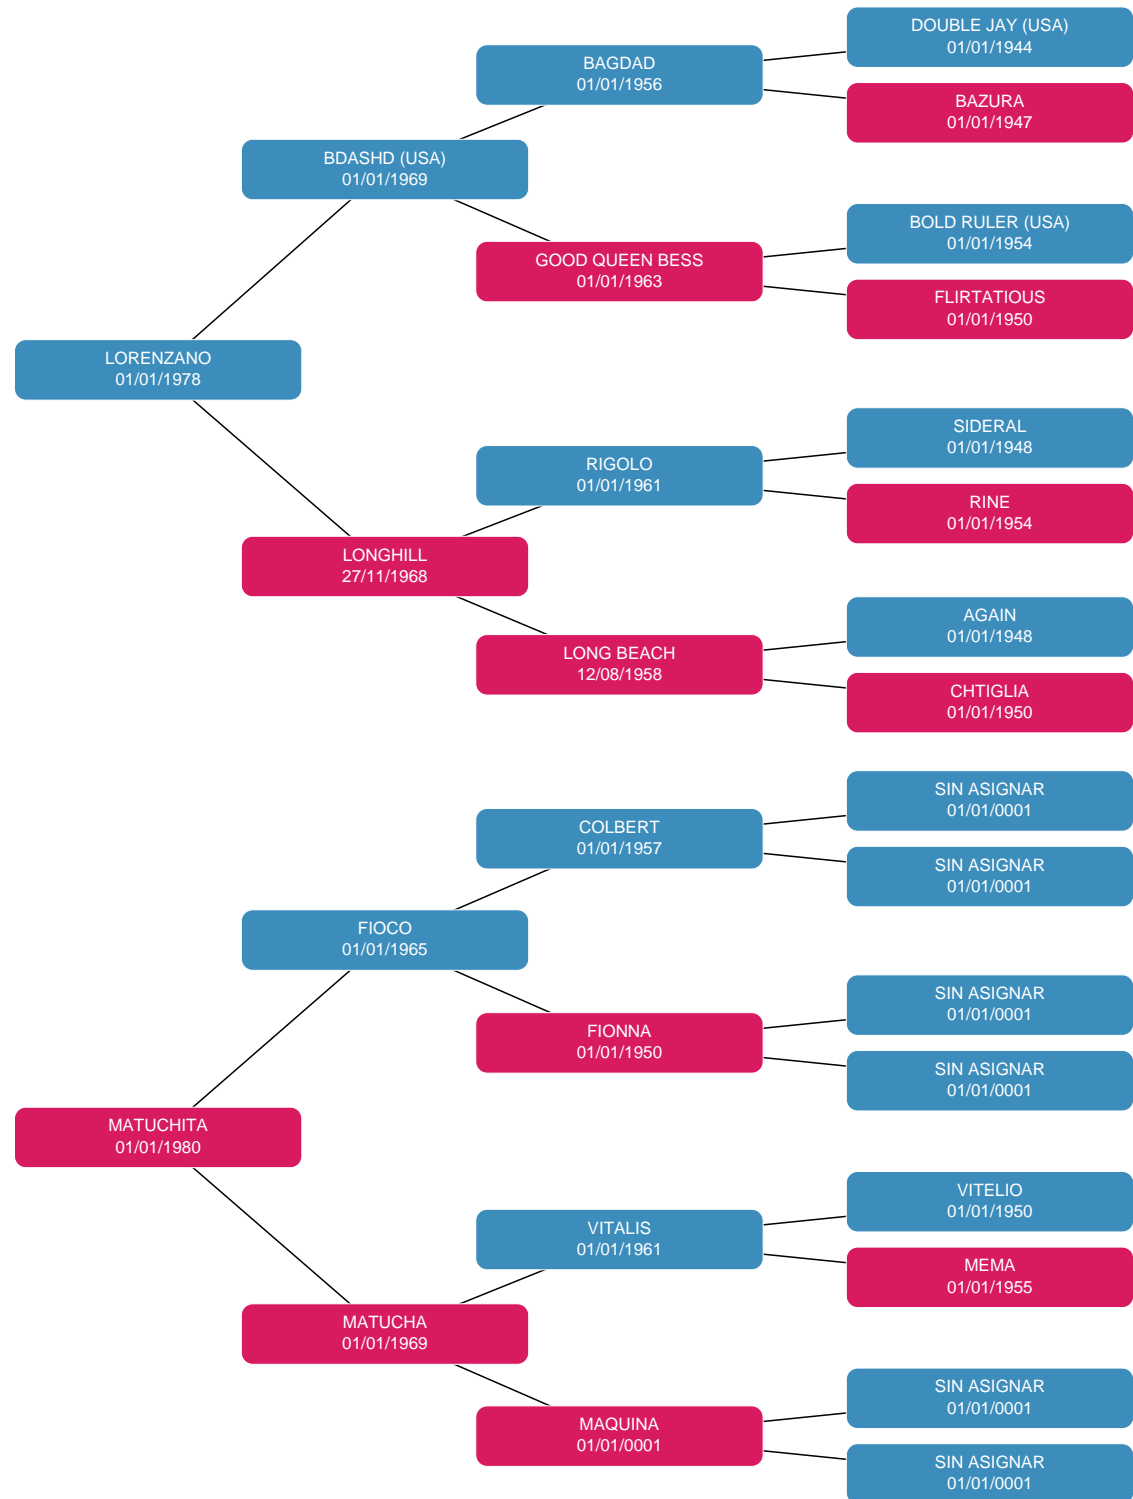 DOUBLE JAY (USA)
01/01/1944
BAGDAD
01/01/1956
BAZURA
01/01/1947
BDASHD (USA)
01/01/1969
BOLD RULER (USA)
01/01/1954
GOOD QUEEN BESS
01/01/1963
FLIRTATIOUS
01/01/1950
LORENZANO
01/01/1978
SIDERAL
01/01/1948
RIGOLO
01/01/1961
RINE
01/01/1954
LONGHILL
27/11/1968
AGAIN
01/01/1948
LONG BEACH
12/08/1958
CHTIGLIA
01/01/1950
SIN ASIGNAR
01/01/0001
COLBERT
01/01/1957
SIN ASIGNAR
01/01/0001
FIOCO
01/01/1965
SIN ASIGNAR
01/01/0001
FIONNA
01/01/1950
SIN ASIGNAR
01/01/0001
MATUCHITA
01/01/1980
VITELIO
01/01/1950
VITALIS
01/01/1961
MEMA
01/01/1955
MATUCHA
01/01/1969
SIN ASIGNAR
01/01/0001
MAQUINA
01/01/0001
SIN ASIGNAR
01/01/0001